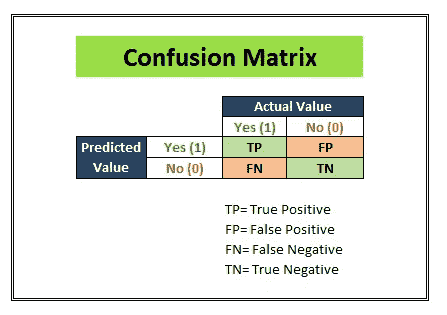 Confusion Matrix
Actual Value
Yes (1) No (0)
Predicted Value Yes (1) TP FP
No (0) FN TN
TP= True Positive
FP= False Positive
FN= False Negative
TN= True Negative